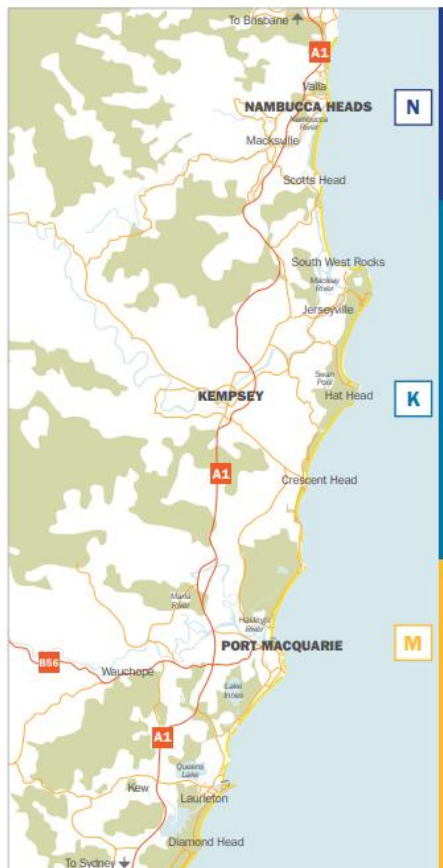 To Brisbane
A1
Valla
NAMBUCCA HEADS
N
Nambucca
River
Macksville
Scotts Head
South West Rocks
Macleay
River
Jerseyville
Swan
Pool
KEMPSEY
Hat Head
K
A1
Crescent Head
Maria
River
Hastings
River
PORT MACQUARIE
M
B56
Wauchope
Lake
Innes
A1
Queens
Lake
Kew
Laurieton
Diamond Head
To Sydney